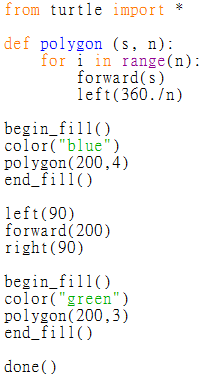 from turtle import *
def polygon (s, n):
    for i in range(n):
        forward(s)
        left(360./n)
begin_fill()
color("blue")
polygon(200,4)
end_fill()
left(90)
forward(200)
right(90)
begin_fill()
color("green")
polygon(200,3)
end_fill()
done()